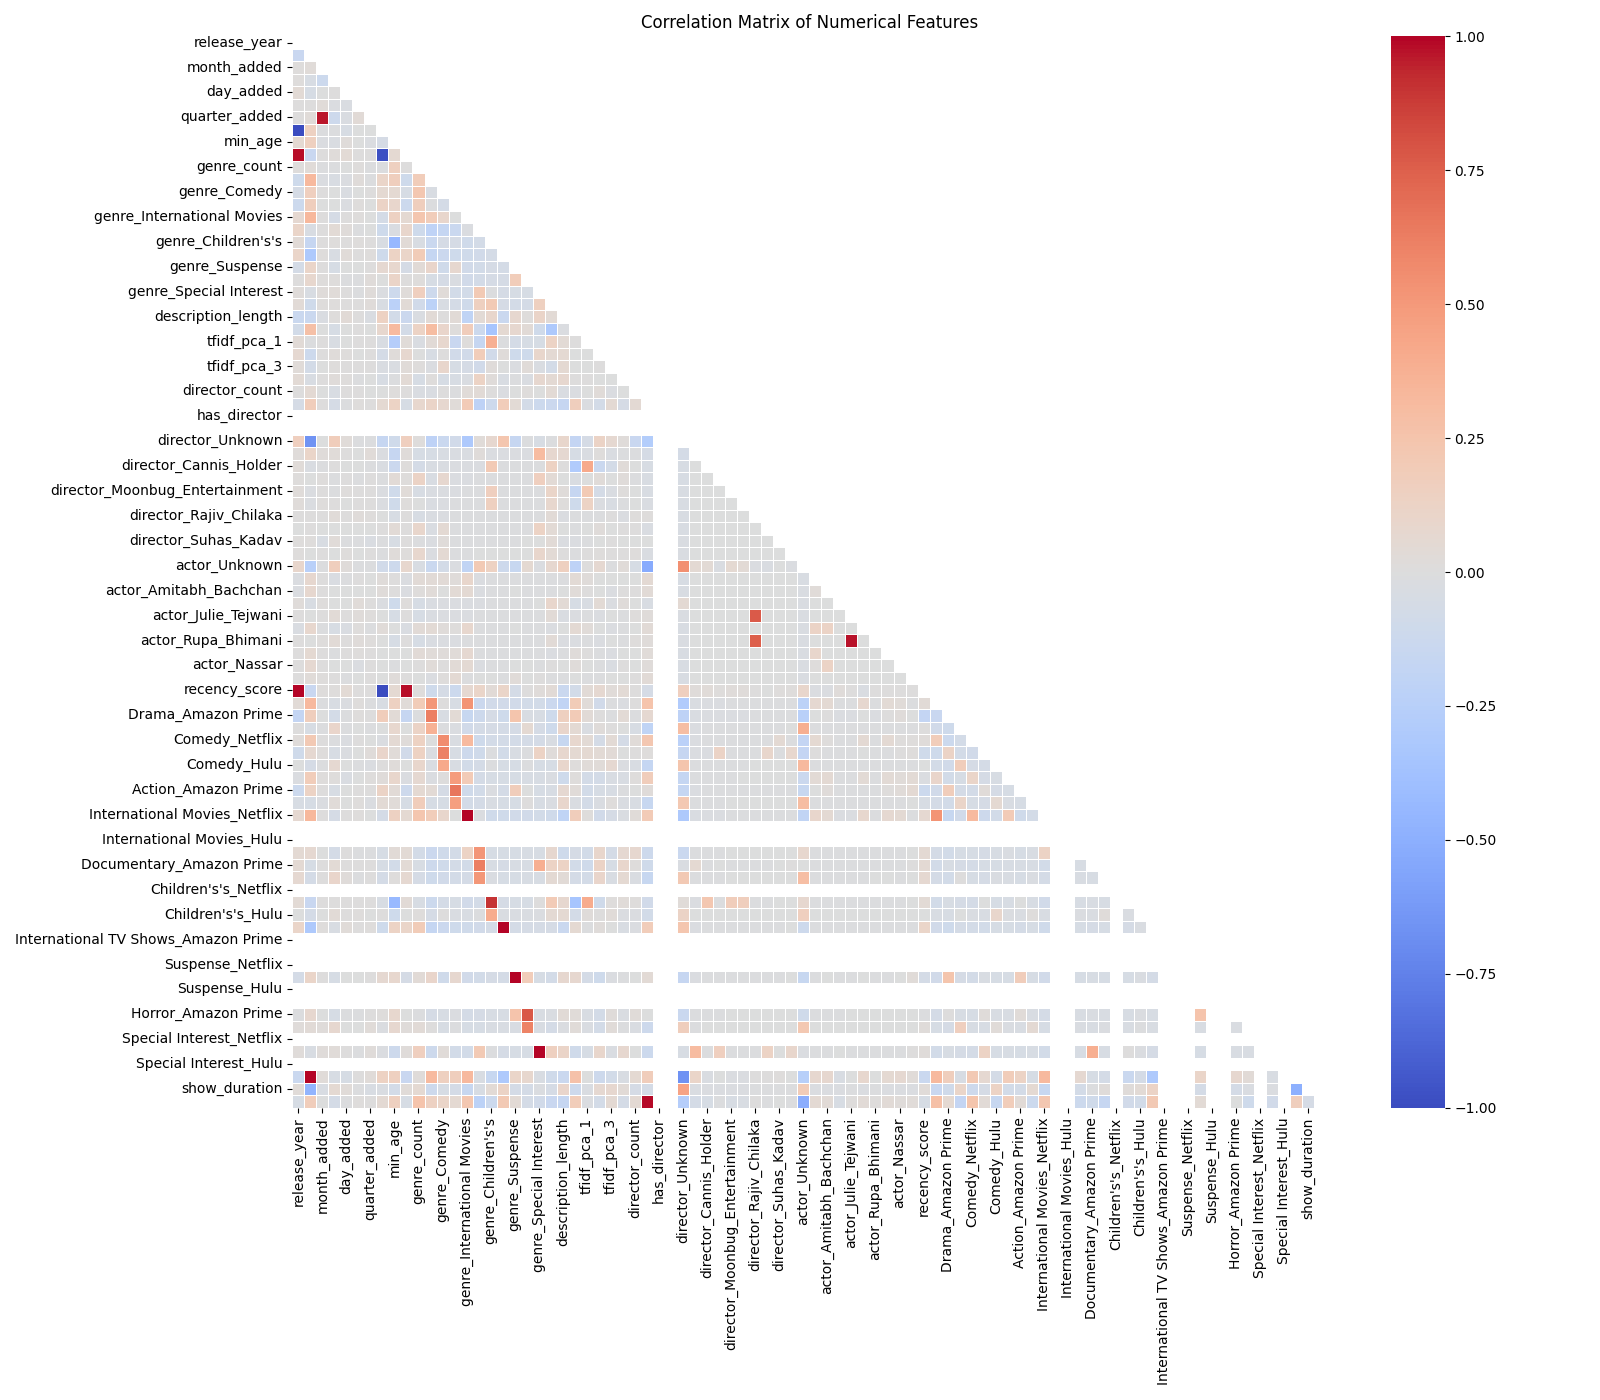 Correlation Matrix of Numerical Features
release_year
month_added
day_added
quarter_added
min_age
genre_count
genre_Comedy
genre_International Movies
genre_Children's's
genre_Suspense
genre_Special Interest
description_length
tfidf_pca_1
tfidf_pca_3
director_count
has_director
director_Unknown
director_Cannis_Holder
director_Moonbug_Entertainment
director_Rajiv_Chilaka
director_Suhas_Kadav
actor_Unknown
actor_Amitabh_Bachchan
actor_Julie_Tejwani
actor_Rupa_Bhimani
actor_Nassar
recency_score
Drama_Amazon Prime
Comedy_Netflix
Comedy_Hulu
Action_Amazon Prime
International Movies_Netflix
International Movies_Hulu
Documentary_Amazon Prime
Children's's_Netflix
Children's's_Hulu
International TV Shows_Amazon Prime
Suspense_Netflix
Suspense_Hulu
Horror_Amazon Prime
Special Interest_Netflix
Special Interest_Hulu
show_duration
release_year
month_added
day_added
quarter_added
min_age
genre_count
genre_Comedy
genre_International Movies
genre_Children's's
genre_Suspense
genre_Special Interest
description_length
tfidf_pca_1
tfidf_pca_3
director_count
has_director
director_Unknown
director_Cannis_Holder
director_Moonbug_Entertainment
director_Rajiv_Chilaka
director_Suhas_Kadav
actor_Unknown
actor_Amitabh_Bachchan
actor_Julie_Tejwani
actor_Rupa_Bhimani
actor_Nassar
recency_score
Drama_Amazon Prime
Comedy_Netflix
Comedy_Hulu
Action_Amazon Prime
International Movies_Netflix
International Movies_Hulu
Documentary_Amazon Prime
Children's's_Netflix
Children's's_Hulu
International TV Shows_Amazon Prime
Suspense_Netflix
Suspense_Hulu
Horror_Amazon Prime
Special Interest_Netflix
Special Interest_Hulu
show_duration
1.00
0.75
0.50
0.25
0.00
−0.25
−0.50
−0.75
−1.00